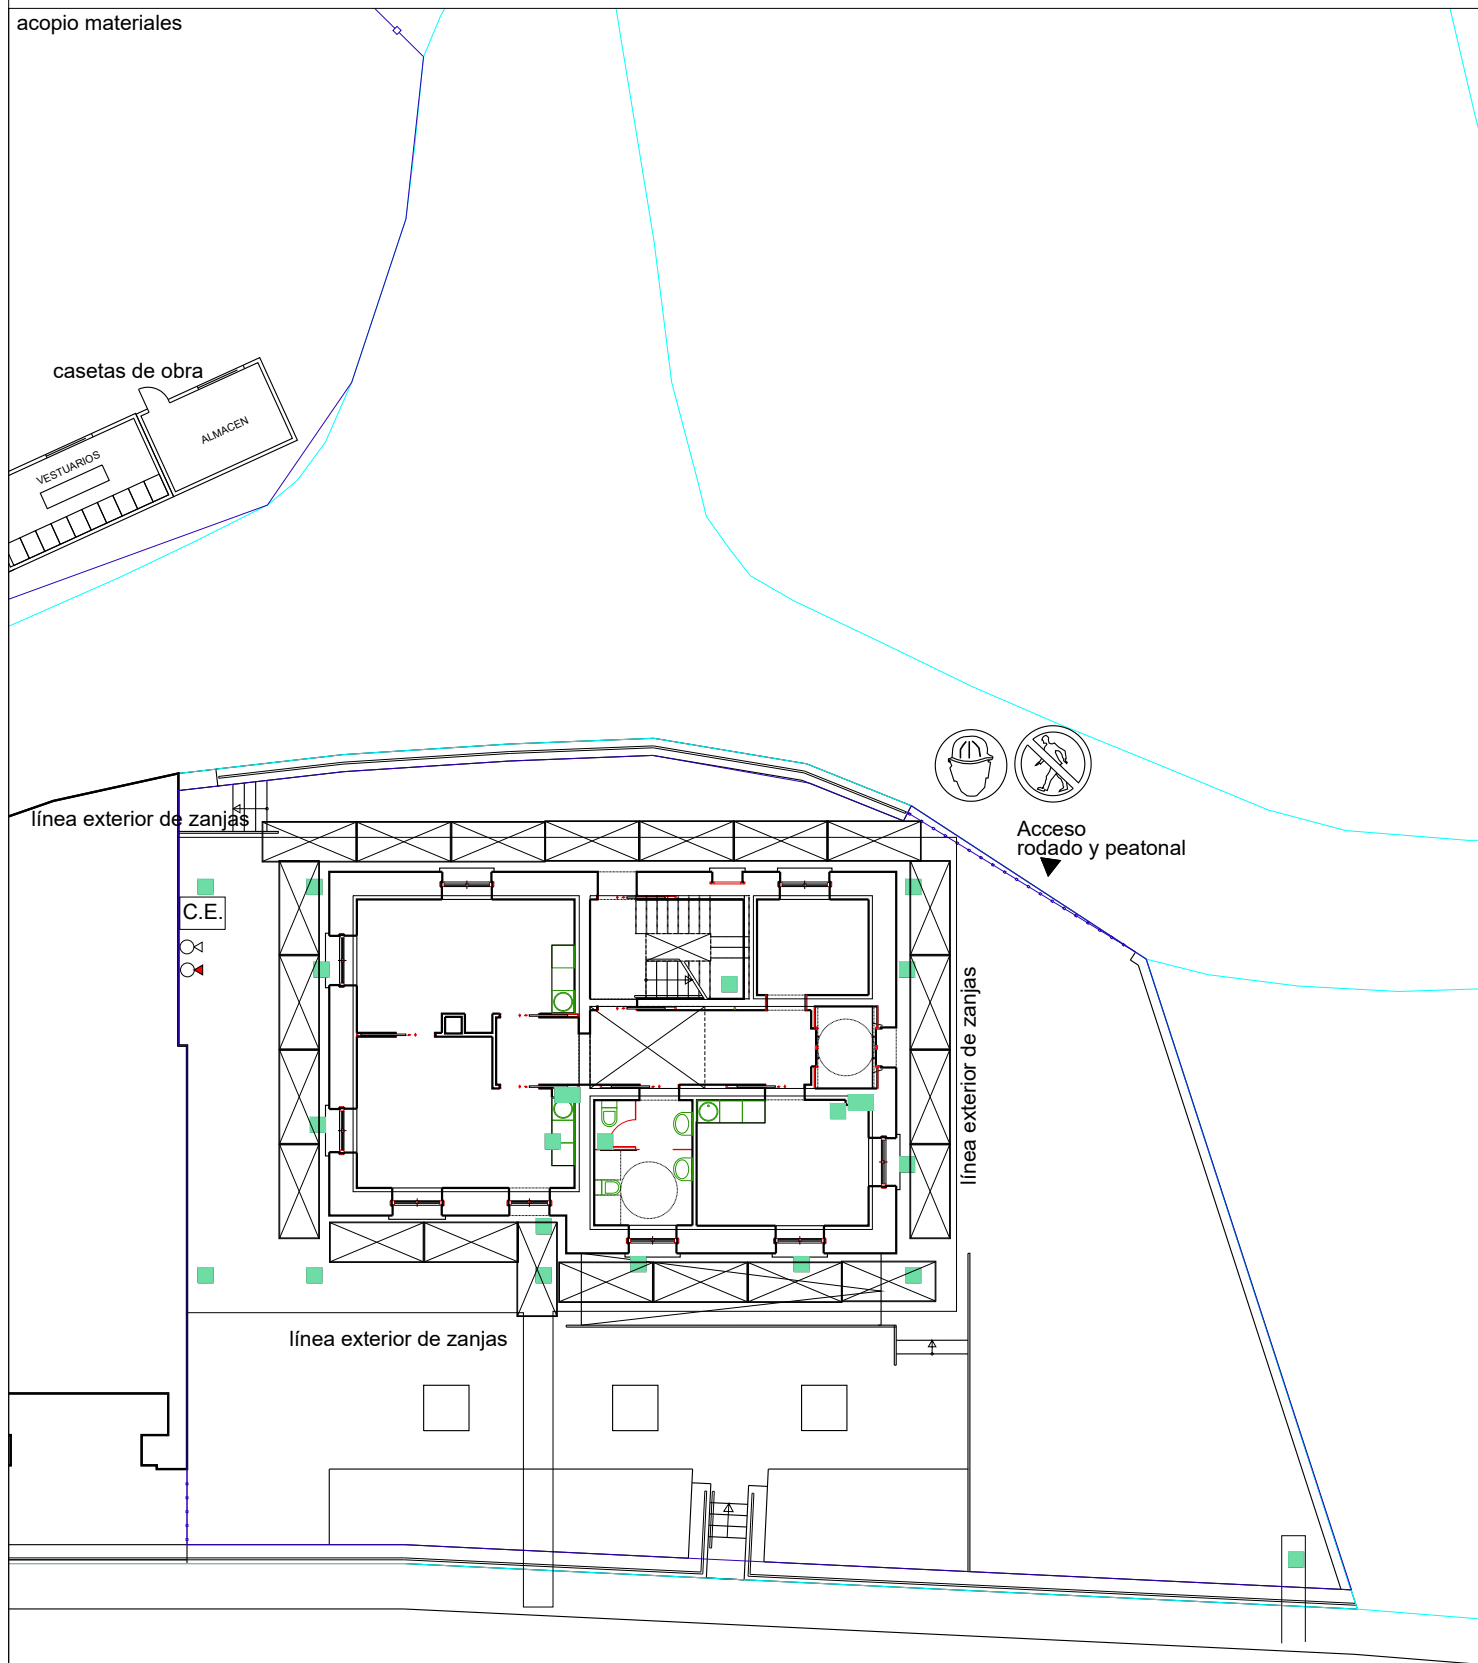 acopio materiales
casetas de obra
ALMACEN
VESTUARIOS
línea exterior de zanjas
Acceso
rodado y peatonal
C.E.
línea exterior de zanjas
línea exterior de zanjas